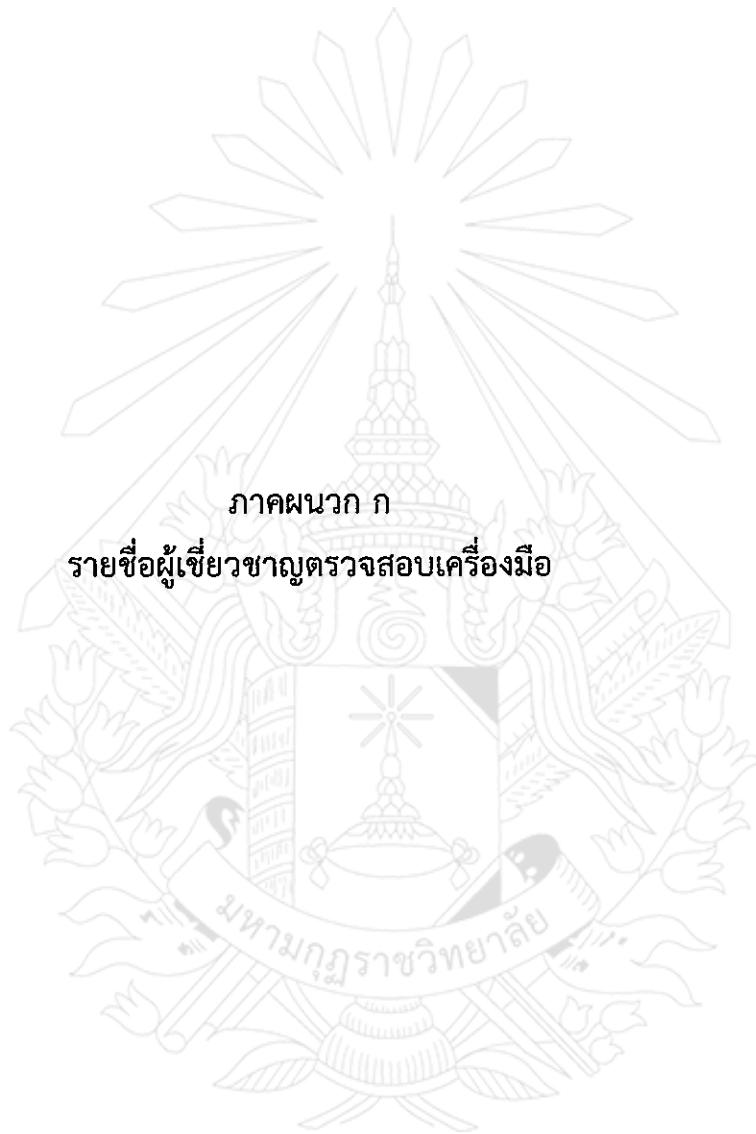 ภาคผนวก ก
รายชื่อผู้เชี่ยวชาญตรวจสอบเครื่องมือ
มหามกุฏราชวิทยาลัย